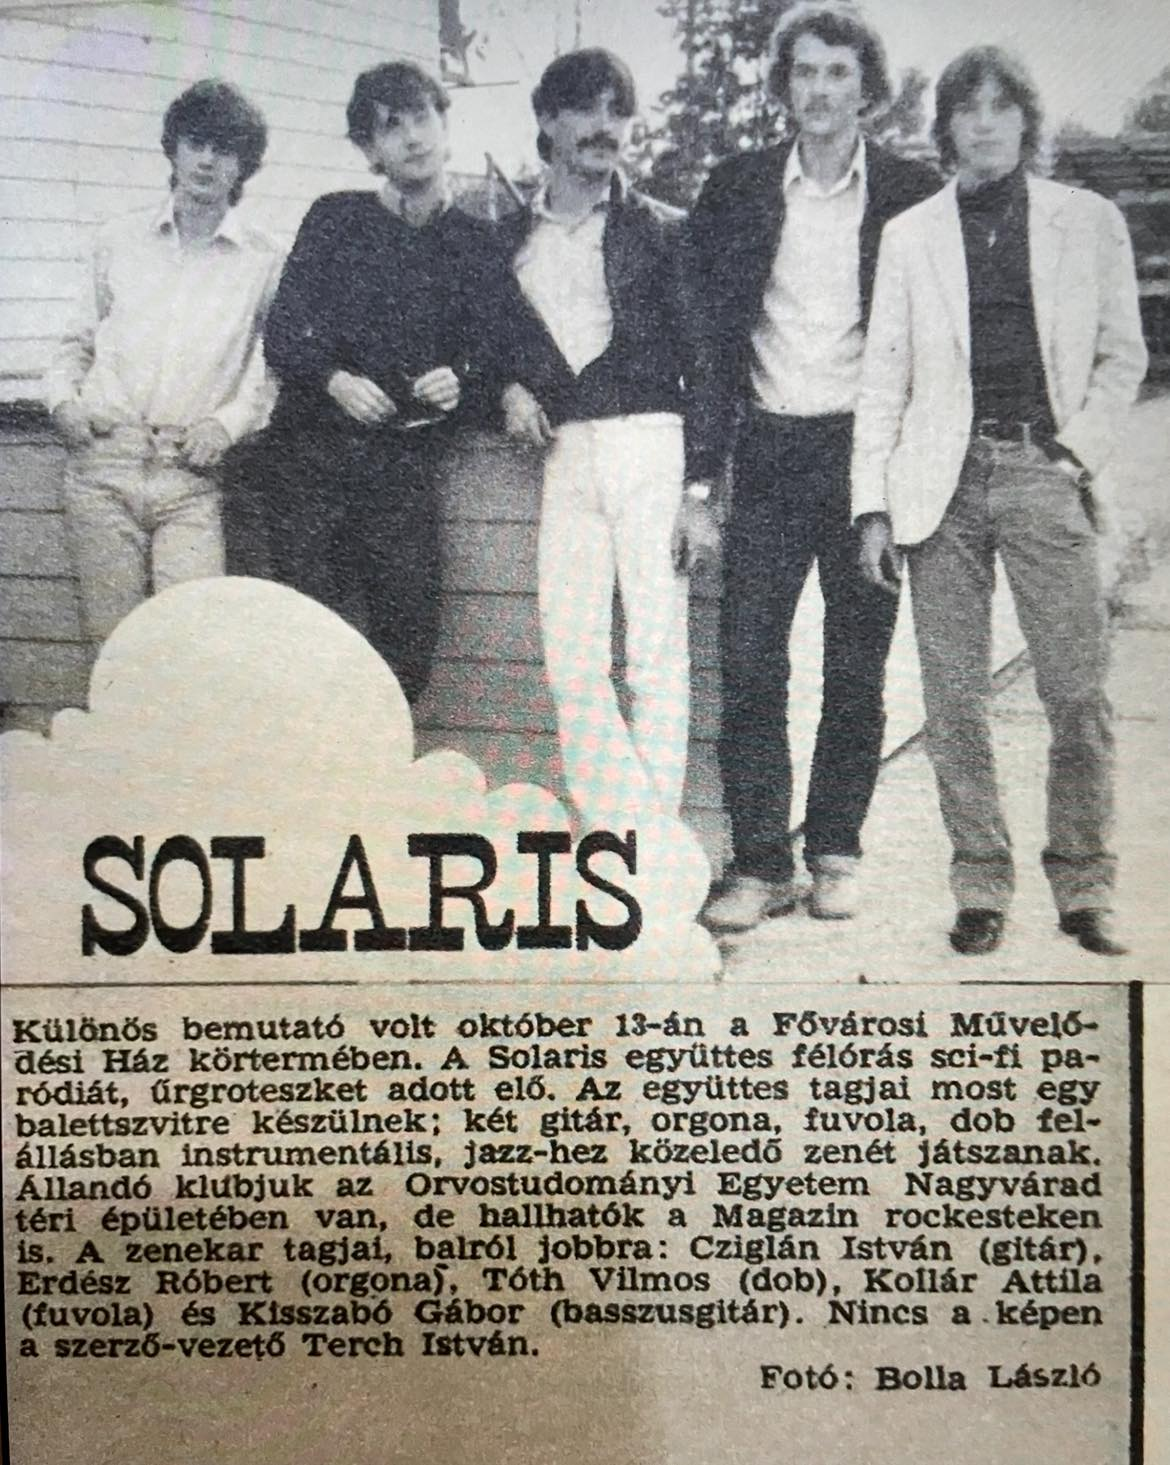 SOLARIS
Különös bemutató volt október 13-án a Fővárosi Művelő-
dési Ház körtermében. A Solaris együttes félórás sci-fi pa-
ródiát, űrgroteszket adott elő. Az együttes tagjai most egy
balettszvitre készülnek; két gitár, orgona, fuvola, dob fel-
állásban instrumentális, jazz-hez közeledő zenét játszanak.
Állandó klubjuk az Orvostudományi Egyetem Nagyvárad
téri épületében van, de hallhatók a Magazin rockesteken
is. A zenekar tagjai, balról jobbra: Cziglán István (gitár),
Erdész Róbert (orgona), Tóth Vilmos (dob), Kollár Attila
(fuvola) és Kisszabó Gábor (basszusgitár). Nincs a képen
a szerző-vezető Terch István.
Fotó: Bolla László